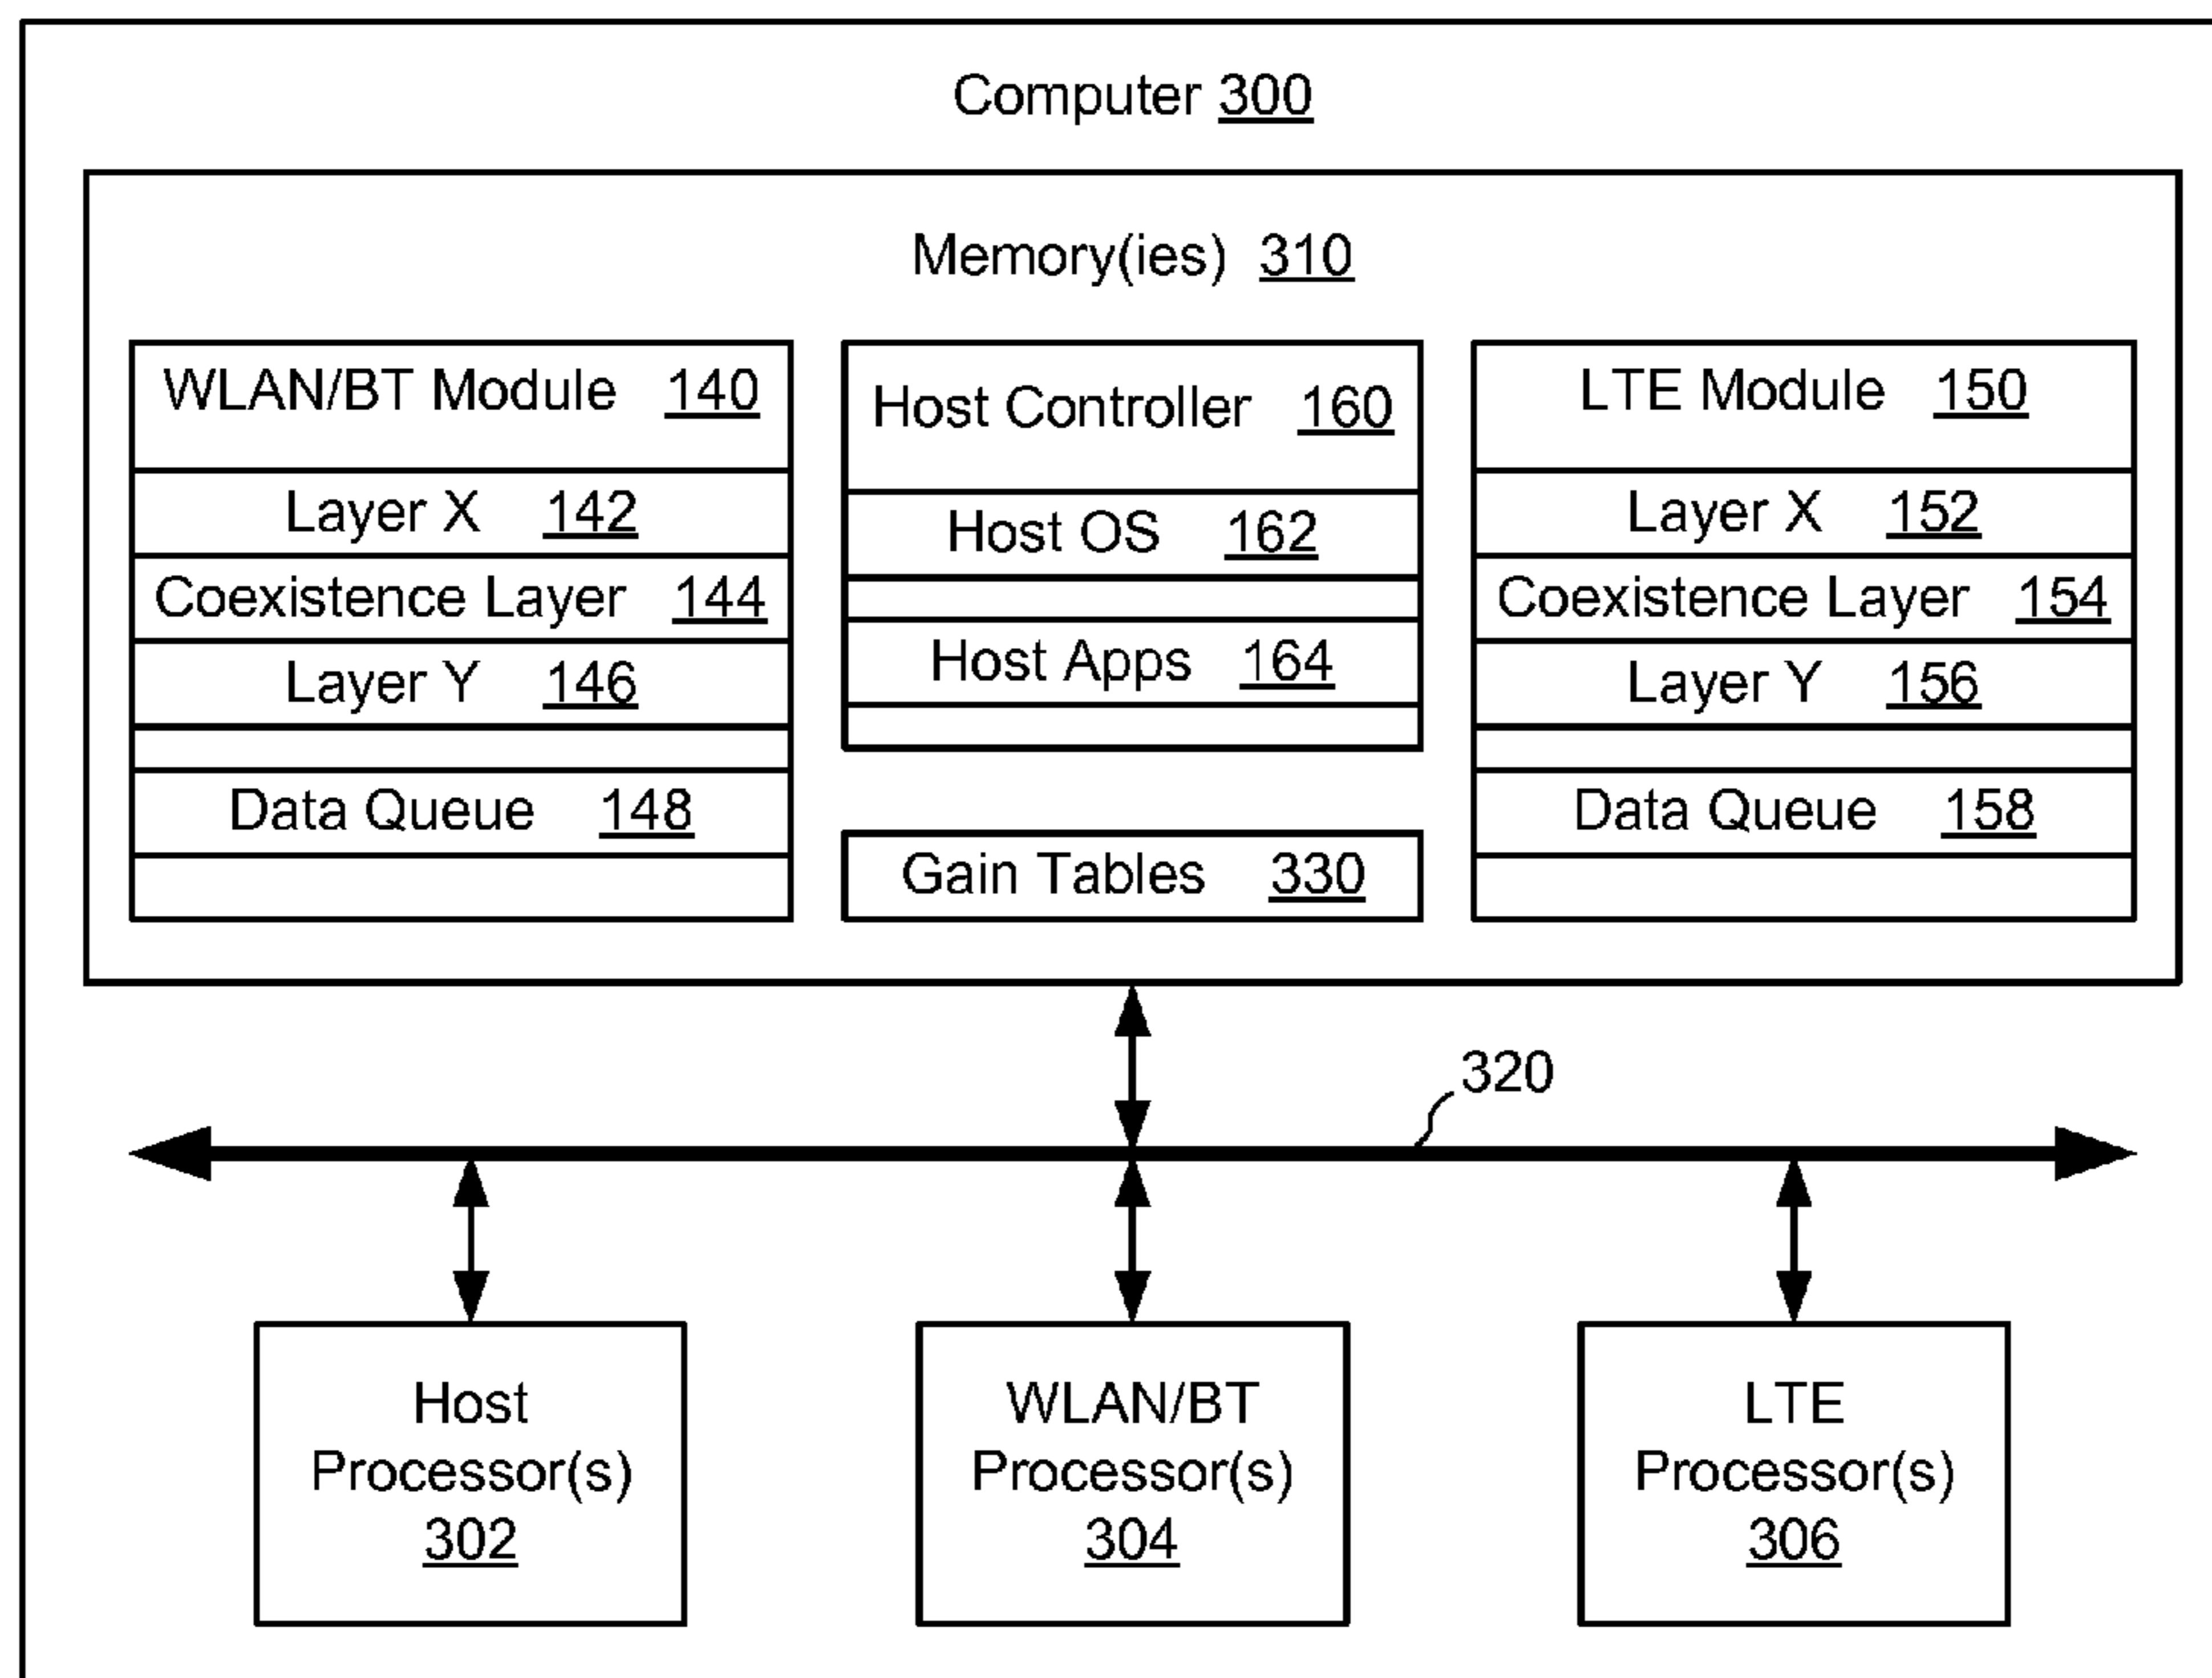 Computer 300
Memory(ies) 310
WLAN/BT Module 140
Layer X 142
Coexistence Layer 144
Layer Y 146
Data Queue 148
Host Controller 160
Host OS 162
Host Apps 164
Gain Tables 330
LTE Module 150
Layer X 152
Coexistence Layer 154
Layer Y 156
Data Queue 158
320
Host
Processor(s)
302
WLAN/BT
Processor(s)
304
LTE
Processor(s)
306